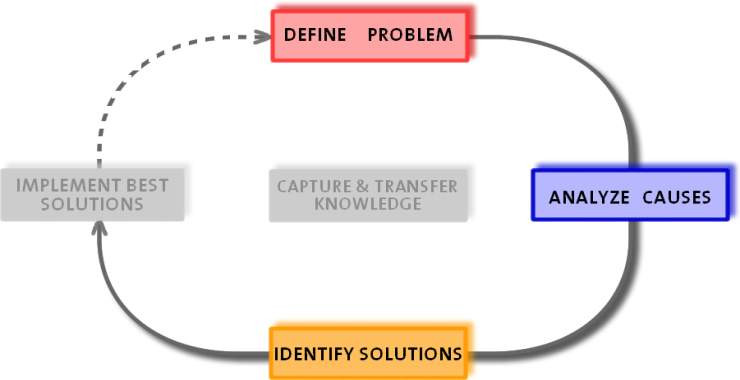 DEFINE PROBLEM
IMPLEMENT BEST
SOLUTIONS
CAPTURE & TRANSFER
KNOWLEDGE
ANALYZE CAUSES
IDENTIFY SOLUTIONS